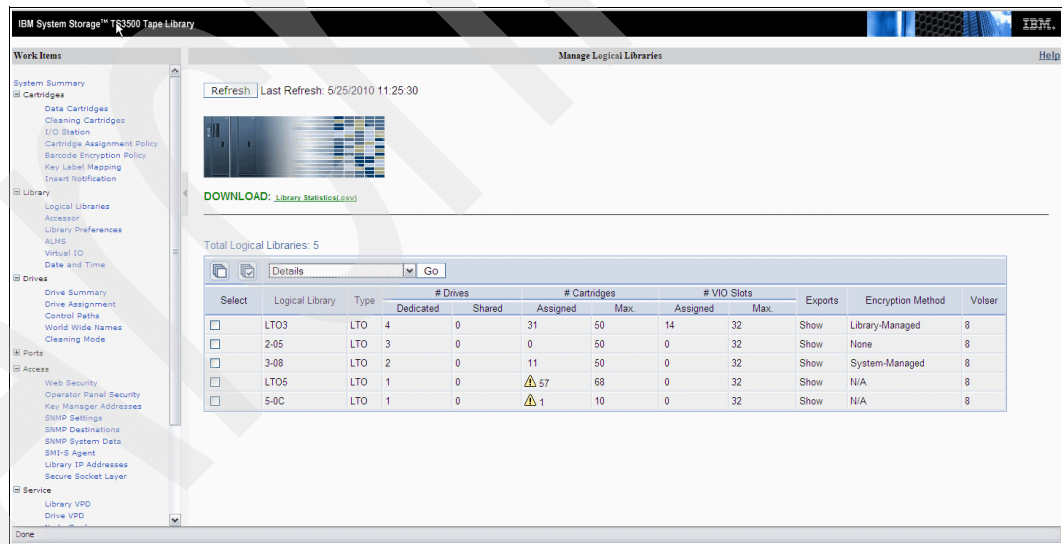 IBM System Storage™ TS3500 Tape Library
IBM.
Work Items
Manage Logical Libraries
Help
System Summary
Cartridges
Data Cartridges
Cleaning Cartridges
I/O Station
Cartridge Assignment Policy
Barcode Encryption Policy
Key Label Mapping
Insert Notification
Library
Logical Libraries
Accessor
Library Preferences
ALMS
Virtual IO
Date and Time
Drives
Drive Summary
Drive Assignment
Control Paths
World Wide Names
Cleaning Mode
Ports
Access
Web Security
Operator Panel Security
Key Manager Addresses
SNMP Settings
SNMP Destinations
SNMP System Data
SMI-S Agent
Library IP Addresses
Secure Socket Layer
Service
Library VPD
Drive VPD
Refresh Last Refresh: 5/25/2010 11:25:30
DOWNLOAD: Library Statistics(.csv)
Total Logical Libraries: 5
Details Go
Select Logical Library Type # Drives # Cartridges # VIO Slots Exports Encryption Method Volser
Dedicated Shared Assigned Max. Assigned Max.
LTO3 LTO 4 0 31 50 14 32 Show Library-Managed 8
2-05 LTO 3 0 0 50 0 32 Show None 8
3-08 LTO 2 0 11 50 0 32 Show System-Managed 8
LTO5 LTO 1 0 57 68 0 32 Show N/A 8
5-0C LTO 1 0 1 10 0 32 Show N/A 8
Done